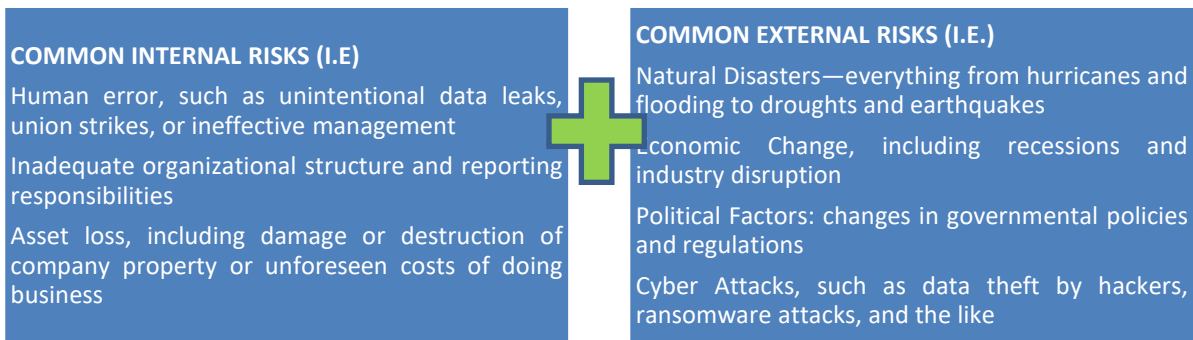 COMMON INTERNAL RISKS (I.E)
Human error, such as unintentional data leaks,
union strikes, or ineffective management
Inadequate organizational structure and reporting
responsibilities
Asset loss, including damage or destruction of
company property or unforeseen costs of doing
business
COMMON EXTERNAL RISKS (I.E.)
Natural Disasters—everything from hurricanes and
flooding to droughts and earthquakes
Economic Change, including recessions and
industry disruption
Political Factors: changes in governmental policies
and regulations
Cyber Attacks, such as data theft by hackers,
ransomware attacks, and the like